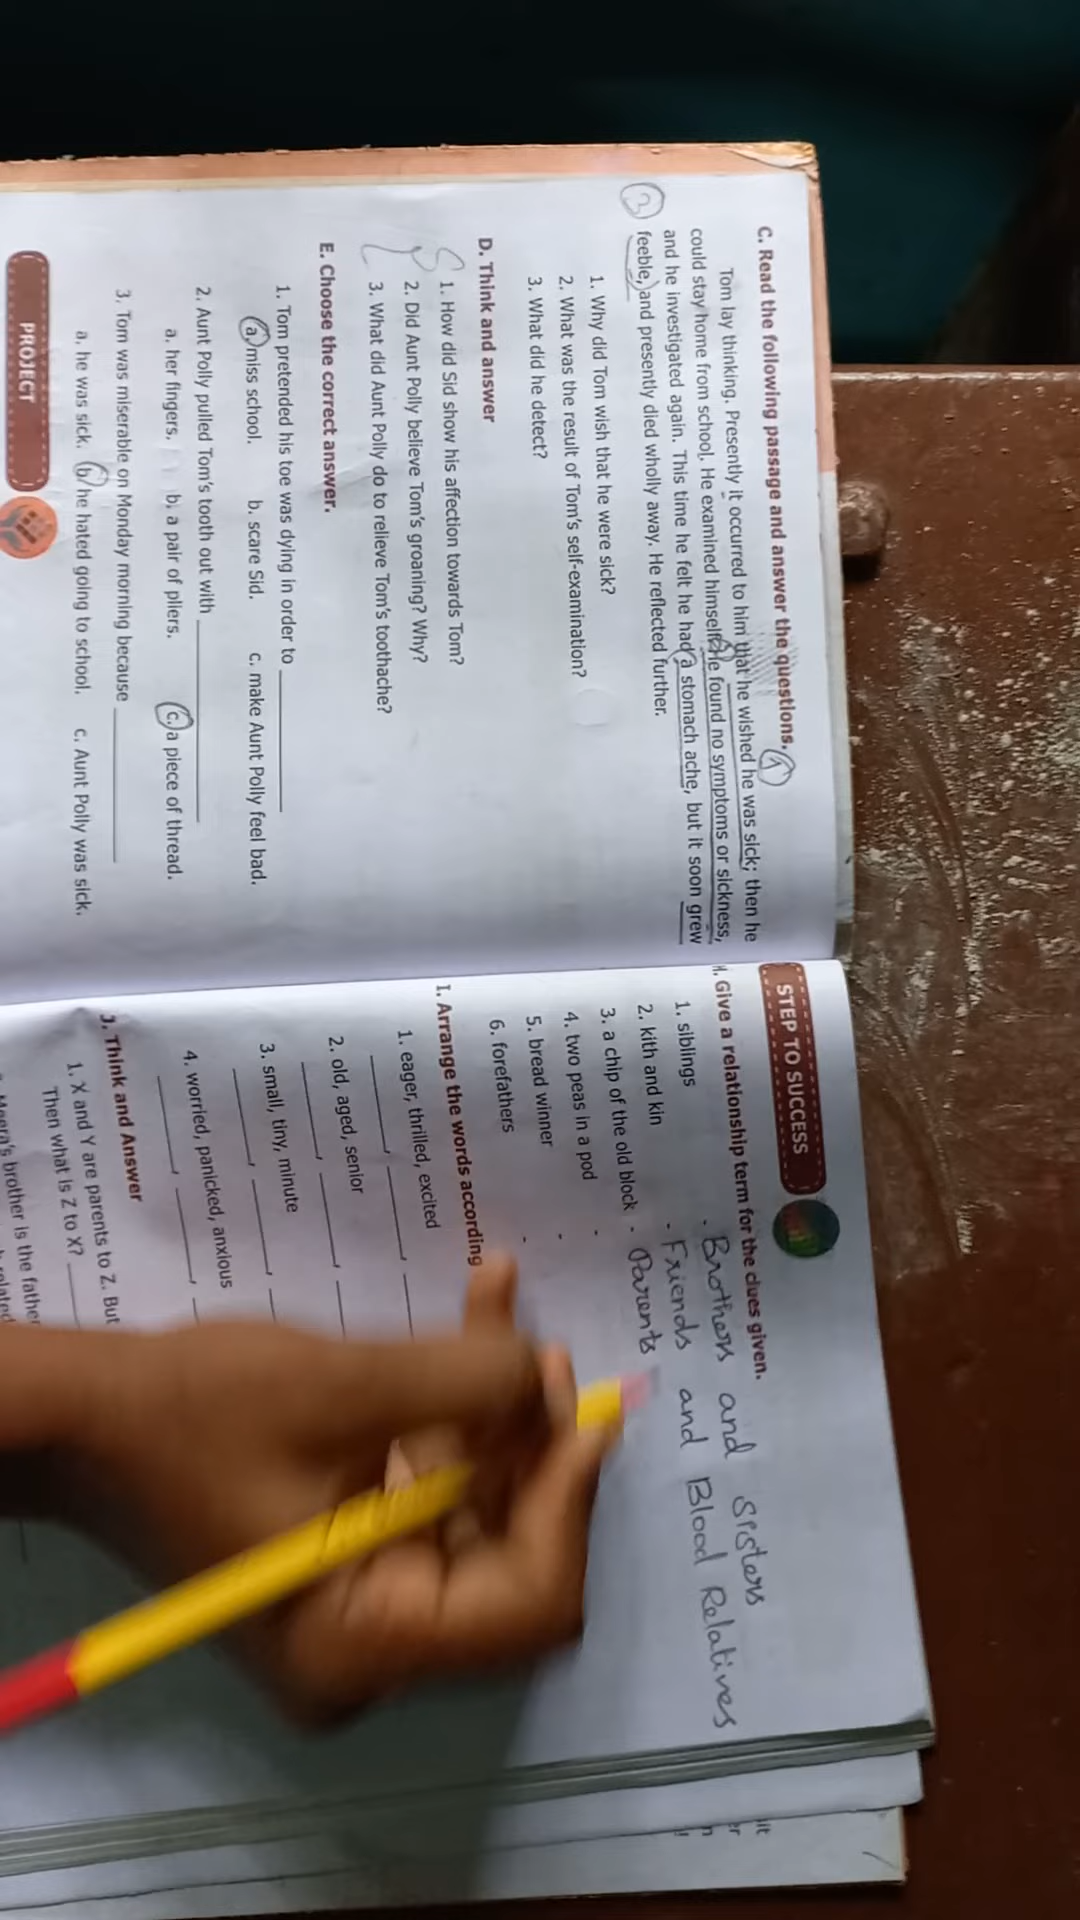 C. Read the following passage and answer the questions. 1
Tom lay thinking. Presently it occurred to him that he wished he was sick; then he
could stay home from school. He examined himself. He found no symptoms or sickness,
and he investigated again. This time he felt he had a stomach ache, but it soon grew
feeble, and presently died wholly away. He reflected further.
1. Why did Tom wish that he were sick?
2. What was the result of Tom's self-examination?
3. What did he detect?
D. Think and answer
1. How did Sid show his affection towards Tom?
2. Did Aunt Polly believe Tom's groaning? Why?
3. What did Aunt Polly do to relieve Tom's toothache?
E. Choose the correct answer.
1. Tom pretended his toe was dying in order to
a. miss school. b. scare Sid. c. make Aunt Polly feel bad.
2. Aunt Polly pulled Tom's tooth out with
a. her fingers. b. a pair of pliers. c. a piece of thread.
3. Tom was miserable on Monday morning because
a. he was sick. b. he hated going to school. c. Aunt Polly was sick.
PROJECT
STEP TO SUCCESS
H. Give a relationship term for the clues given.
1. siblings - Brothers and Sisters
2. kith and kin - Friends and Blood Relatives
3. a chip of the old block - Parents
4. two peas in a pod -
5. bread winner -
6. forefathers -
I. Arrange the words according
1. eager, thrilled, excited
2. old, aged, senior
3. small, tiny, minute
4. worried, panicked, anxious
J. Think and Answer
1. X and Y are parents to Z. But
Then what is Z to X?
brother is the father